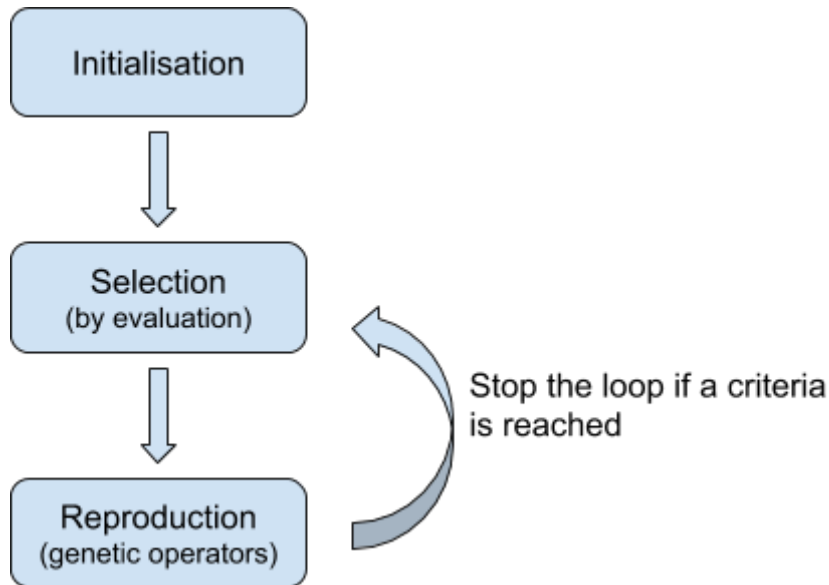 Initialisation
Selection
(by evaluation)
Stop the loop if a criteria
is reached
Reproduction
(genetic operators)